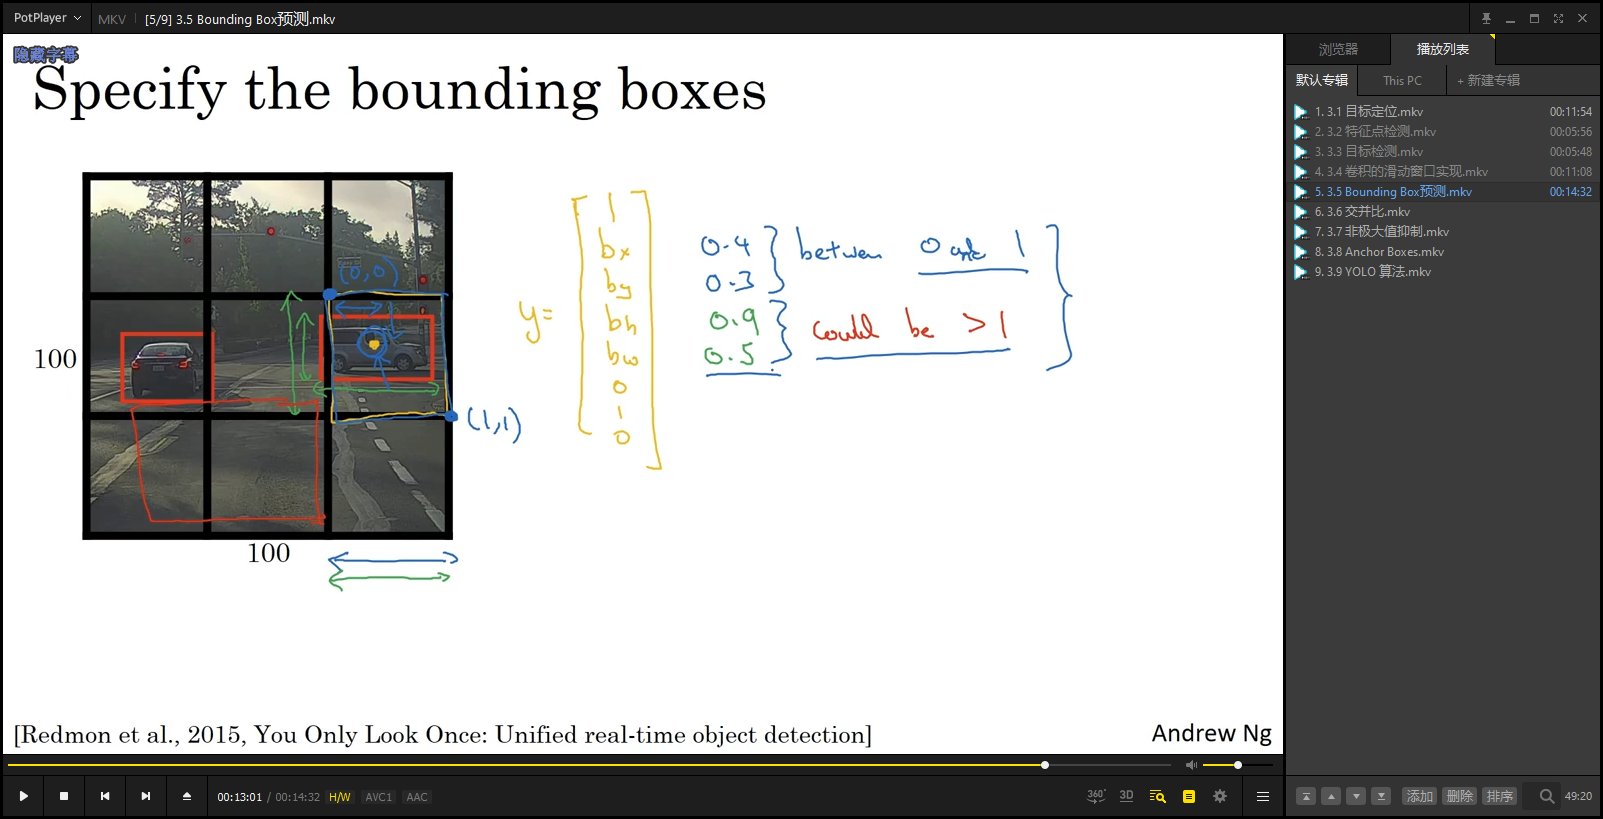 PotPlayer MKV [5/9] 3.5 Bounding Box预测.mkv
隐藏字幕
Specify the bounding boxes
(0,0)
100
100
(1,1)
y=
1
bx
by
bh
bw
0
1
0
0.4
0.3
between 0 and 1
0.9
0.5
could be >1
[Redmon et al., 2015, You Only Look Once: Unified real-time object detection]
Andrew Ng
00:13:01 / 00:14:32 H/W AVC1 AAC
360° 3D
浏览器 播放列表
默认专辑 This PC + 新建专辑
1. 3.1 目标定位.mkv 00:11:54
2. 3.2 特征点检测.mkv 00:05:56
3. 3.3 目标检测.mkv 00:05:48
4. 3.4 卷积的滑动窗口实现.mkv 00:11:08
5. 3.5 Bounding Box预测.mkv 00:14:32
6. 3.6 交并比.mkv
7. 3.7 非极大值抑制.mkv
8. 3.8 Anchor Boxes.mkv
9. 3.9 YOLO 算法.mkv
添加 删除 排序 49:20